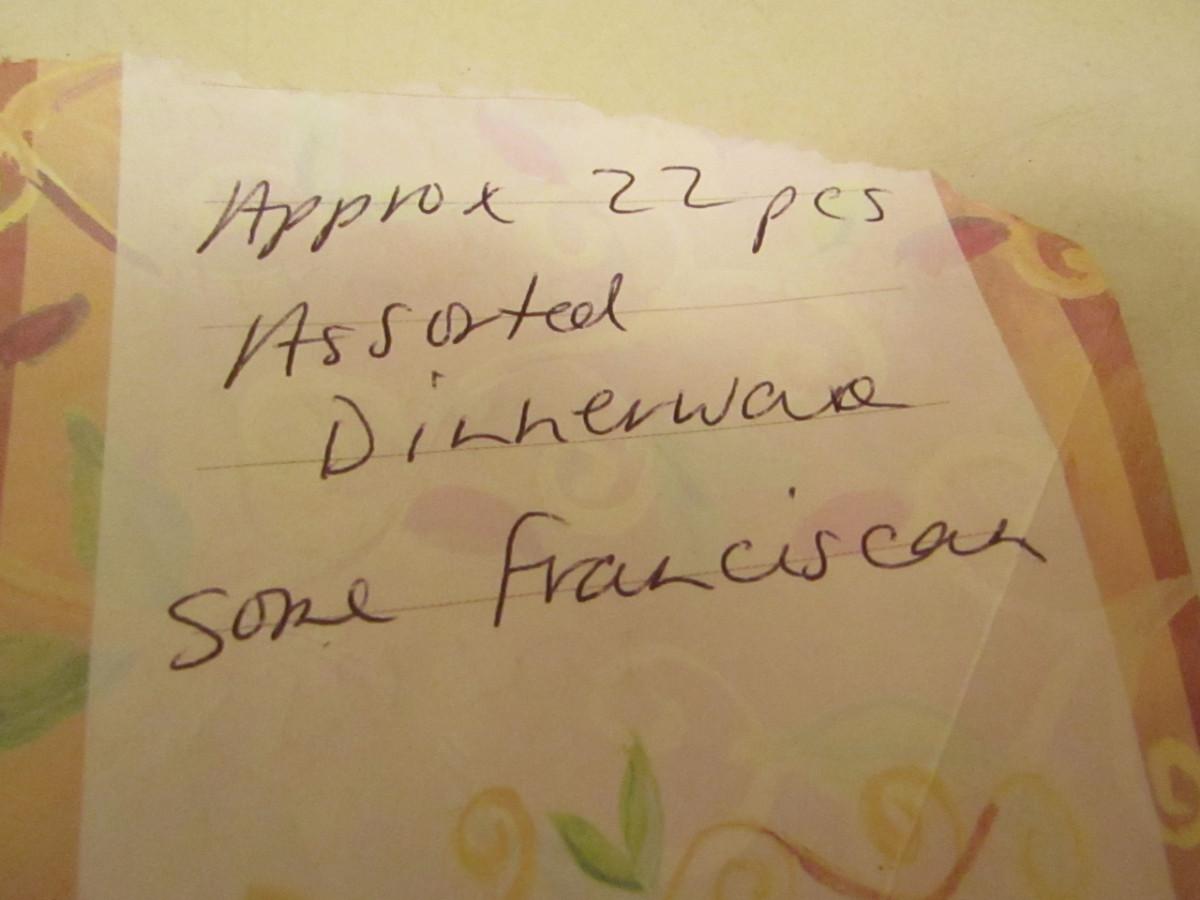 Approx 22 pcs
Assorted
Dinnerware
Some Franciscan